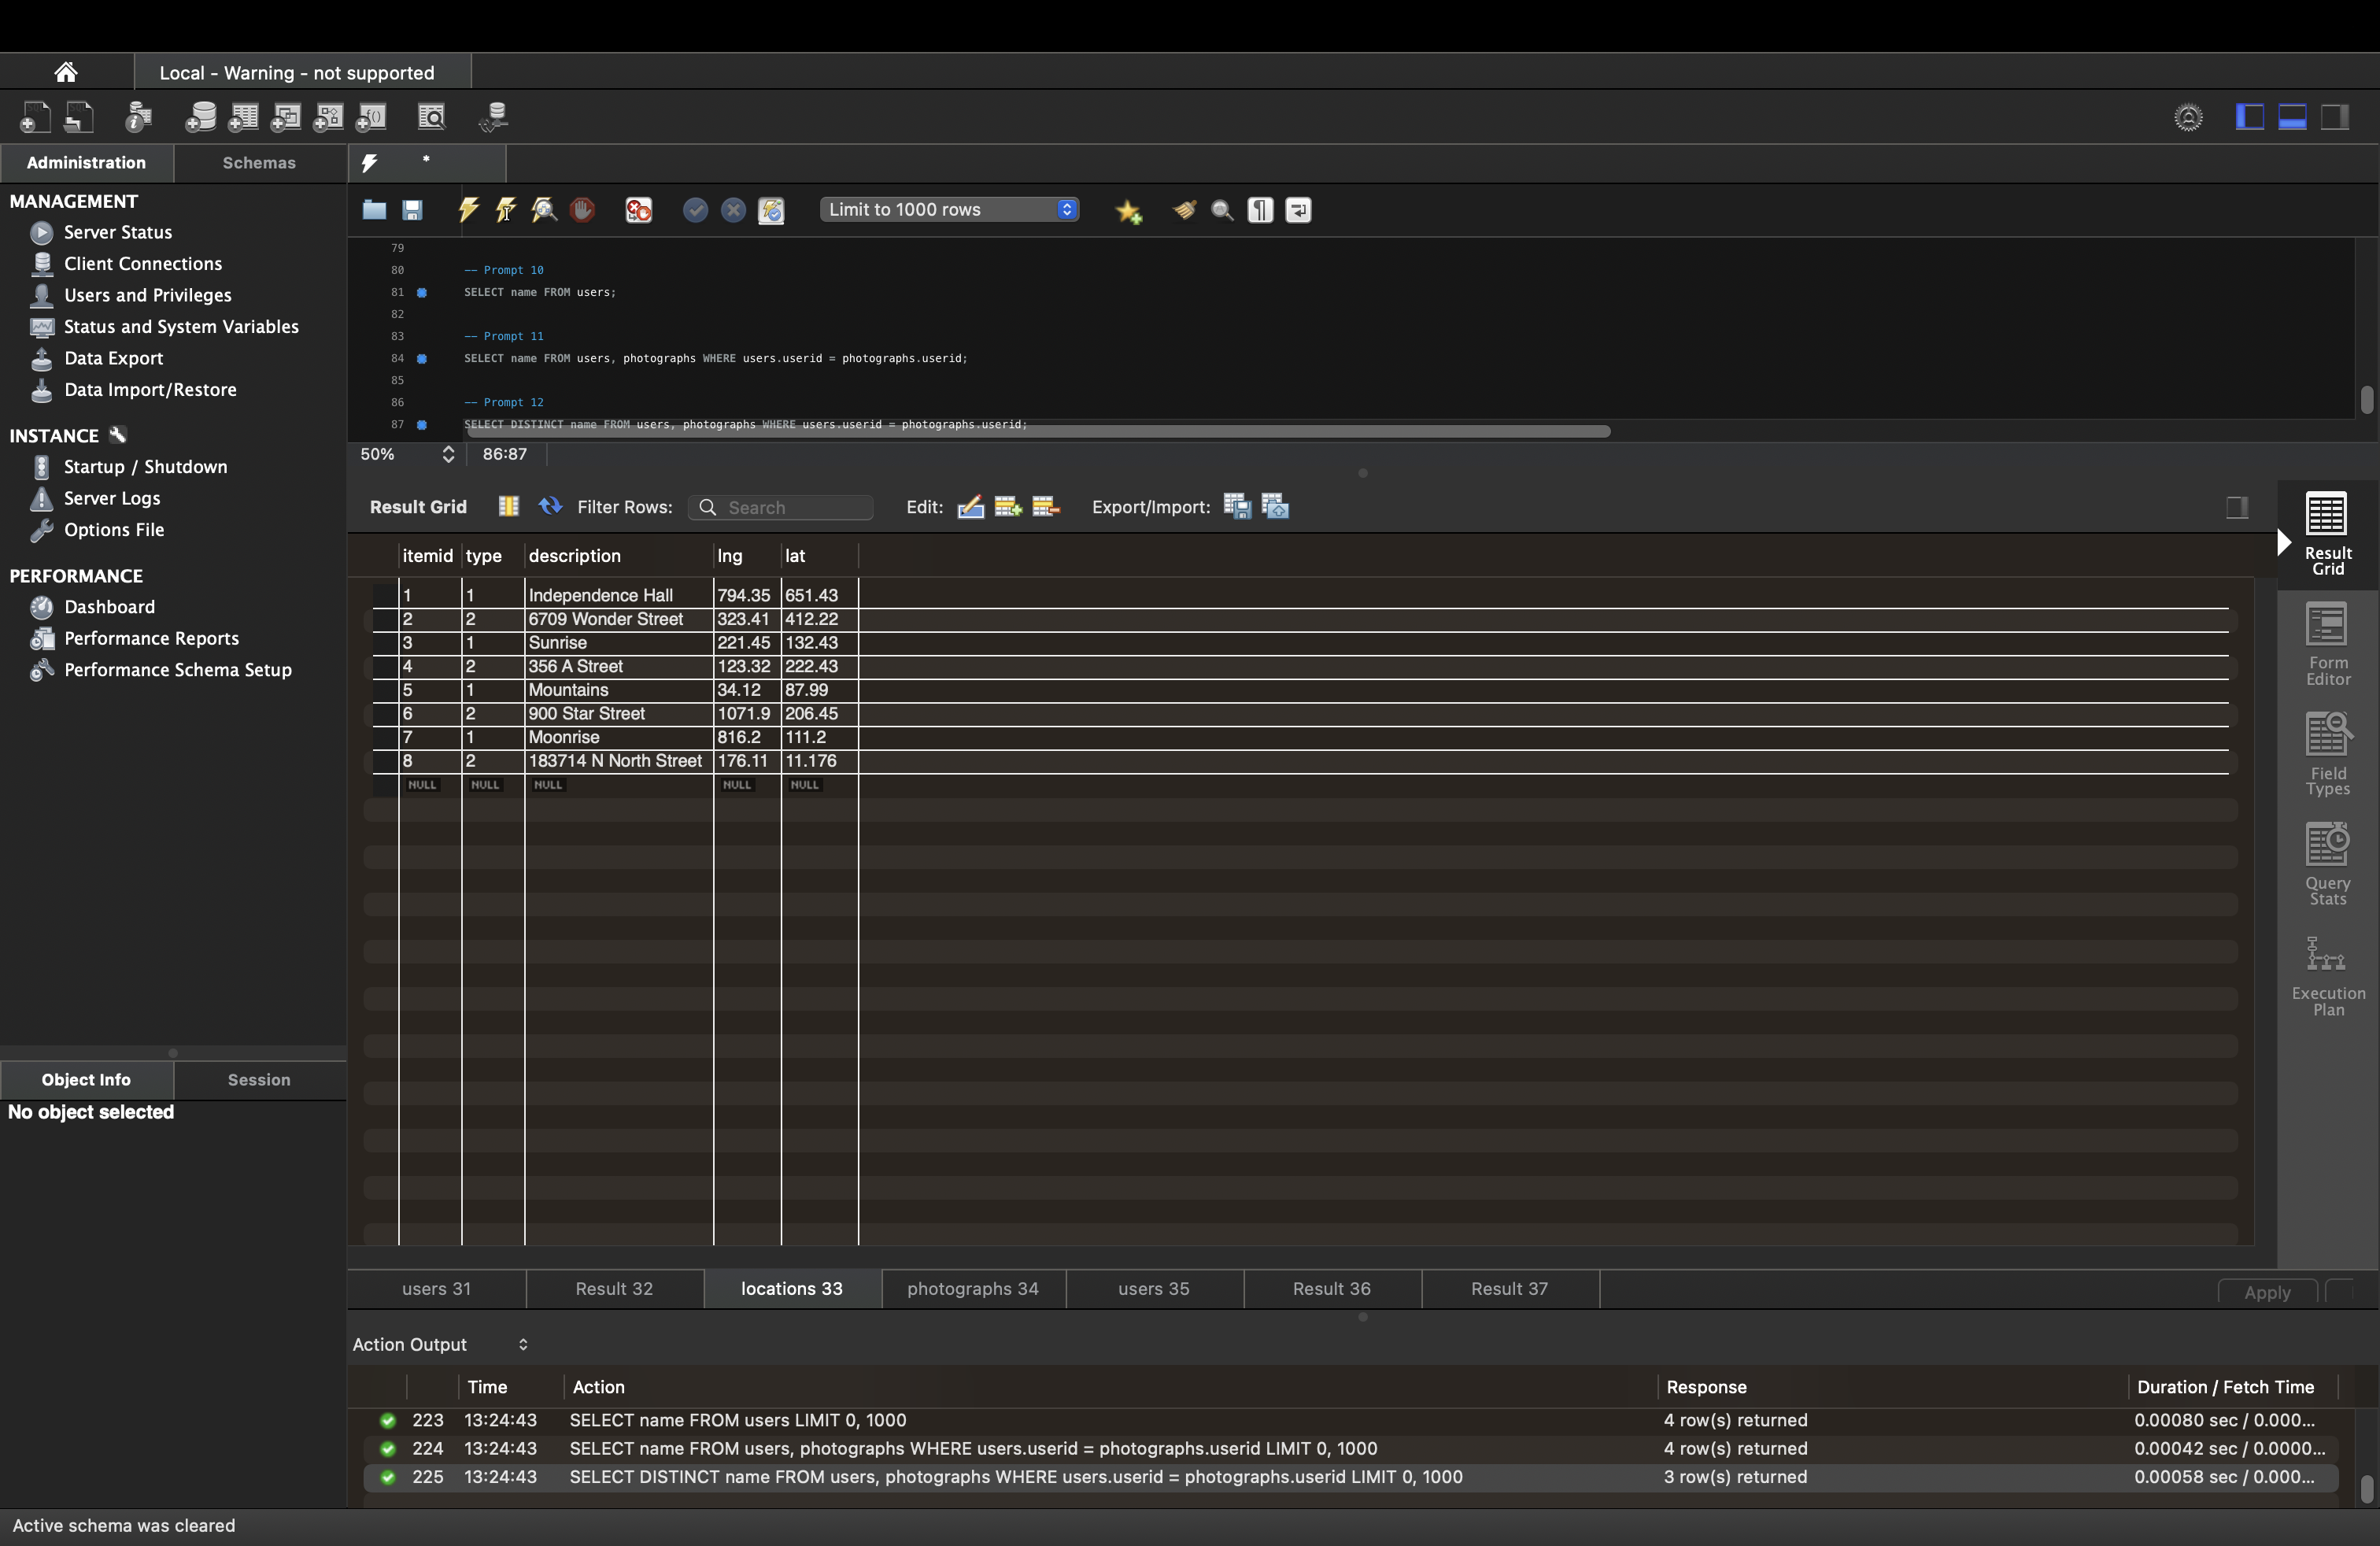 Local - Warning - not supported
Administration Schemas *
MANAGEMENT
Server Status
Client Connections
Users and Privileges
Status and System Variables
Data Export
Data Import/Restore
INSTANCE
Startup / Shutdown
Server Logs
Options File
PERFORMANCE
Dashboard
Performance Reports
Performance Schema Setup
Object Info Session
No object selected
Limit to 1000 rows
79
80 -- Prompt 10
81 SELECT name FROM users;
82
83 -- Prompt 11
84 SELECT name FROM users, photographs WHERE users.userid = photographs.userid;
85
86 -- Prompt 12
87 SELECT DISTINCT name FROM users, photographs WHERE users.userid = photographs.userid;
50% 86:87
Result Grid Filter Rows: Search Edit: Export/Import:
itemid type description lng lat
1 1 Independence Hall 794.35 651.43
2 2 6709 Wonder Street 323.41 412.22
3 1 Sunrise 221.45 132.43
4 2 356 A Street 123.32 222.43
5 1 Mountains 34.12 87.99
6 2 900 Star Street 1071.9 206.45
7 1 Moonrise 816.2 111.2
8 2 183714 N North Street 176.11 11.176
NULL NULL NULL NULL NULL
Result
Grid
Form
Editor
Field
Types
Query
Stats
Execution
Plan
users 31 Result 32 locations 33 photographs 34 users 35 Result 36 Result 37 Apply
Action Output
Time Action Response Duration / Fetch Time
223 13:24:43 SELECT name FROM users LIMIT 0, 1000 4 row(s) returned 0.00080 sec / 0.000...
224 13:24:43 SELECT name FROM users, photographs WHERE users.userid = photographs.userid LIMIT 0, 1000 4 row(s) returned 0.00042 sec / 0.0000...
225 13:24:43 SELECT DISTINCT name FROM users, photographs WHERE users.userid = photographs.userid LIMIT 0, 1000 3 row(s) returned 0.00058 sec / 0.000...
Active schema was cleared